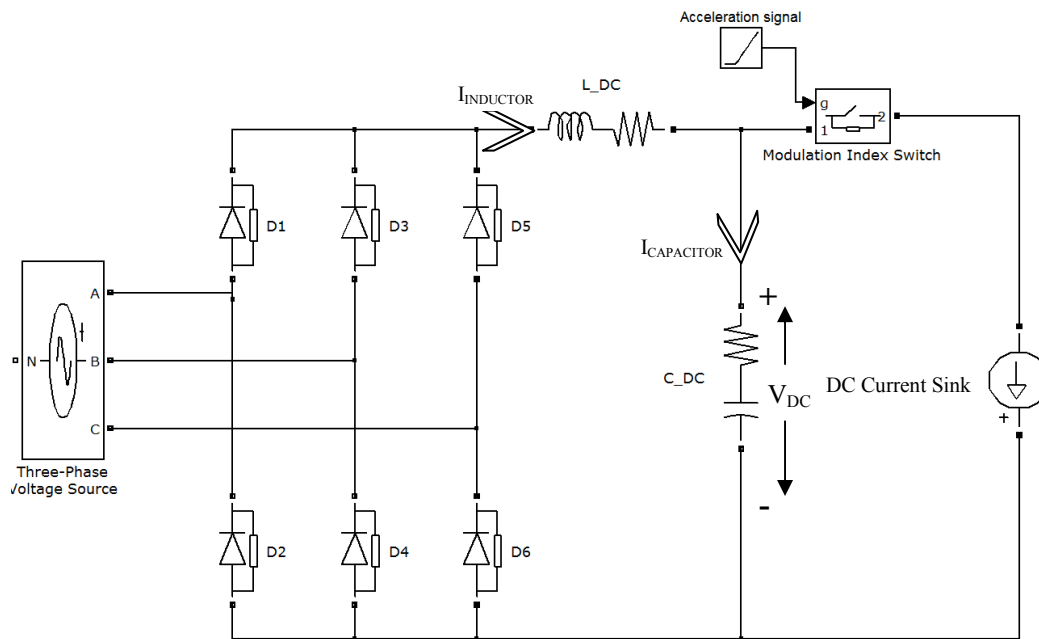 Acceleration signal
I_INDUCTOR
L_DC
g
1
2
Modulation Index Switch
D1
D3
D5
I_CAPACITOR
A
N
B
C
+
C_DC
V_DC
DC Current Sink
+
-
Three-Phase
Voltage Source
D2
D4
D6